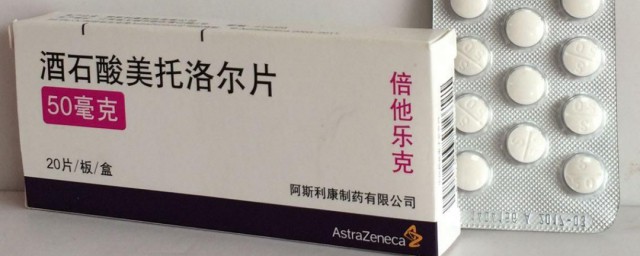 酒石酸美托洛尔片
50毫克
倍他乐克
20片/板/盒
阿斯利康制药有限公司
AstraZeneca